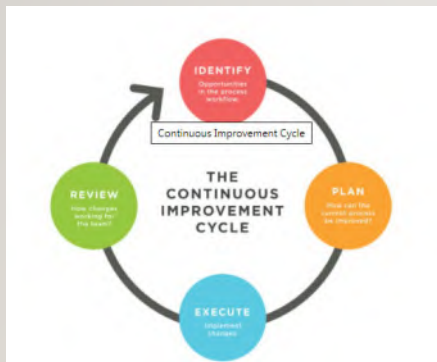 IDENTIFY
Opportunities
in the process
workflow.
Continuous Improvement Cycle
THE
CONTINUOUS
IMPROVEMENT
CYCLE
PLAN
How can the
current process
be improved?
EXECUTE
Implement
changes
REVIEW
How changes
working for
the team?